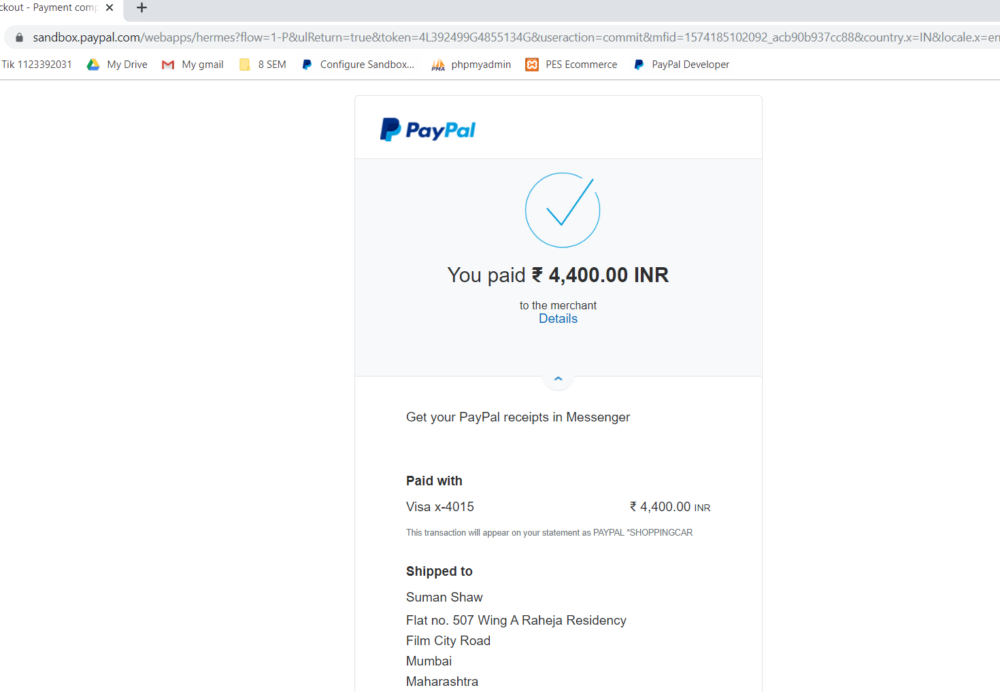 ckout - Payment comp
sandbox.paypal.com/webapps/hermes?flow=1-P&ulReturn=true&token=4L392499G4855134G&useraction=commit&mfid=1574185102092_acb90b937cc88&country.x=IN&locale.x=en
Tik 1123392031 My Drive My gmail 8 SEM Configure Sandbox... PMA phpmyadmin PES Ecommerce PayPal Developer
PayPal
You paid ₹ 4,400.00 INR
to the merchant
Details
Get your PayPal receipts in Messenger
Paid with
Visa x-4015 ₹ 4,400.00 INR
This transaction will appear on your statement as PAYPAL *SHOPPINGCAR
Shipped to
Suman Shaw
Flat no. 507 Wing A Raheja Residency
Film City Road
Mumbai
Maharashtra